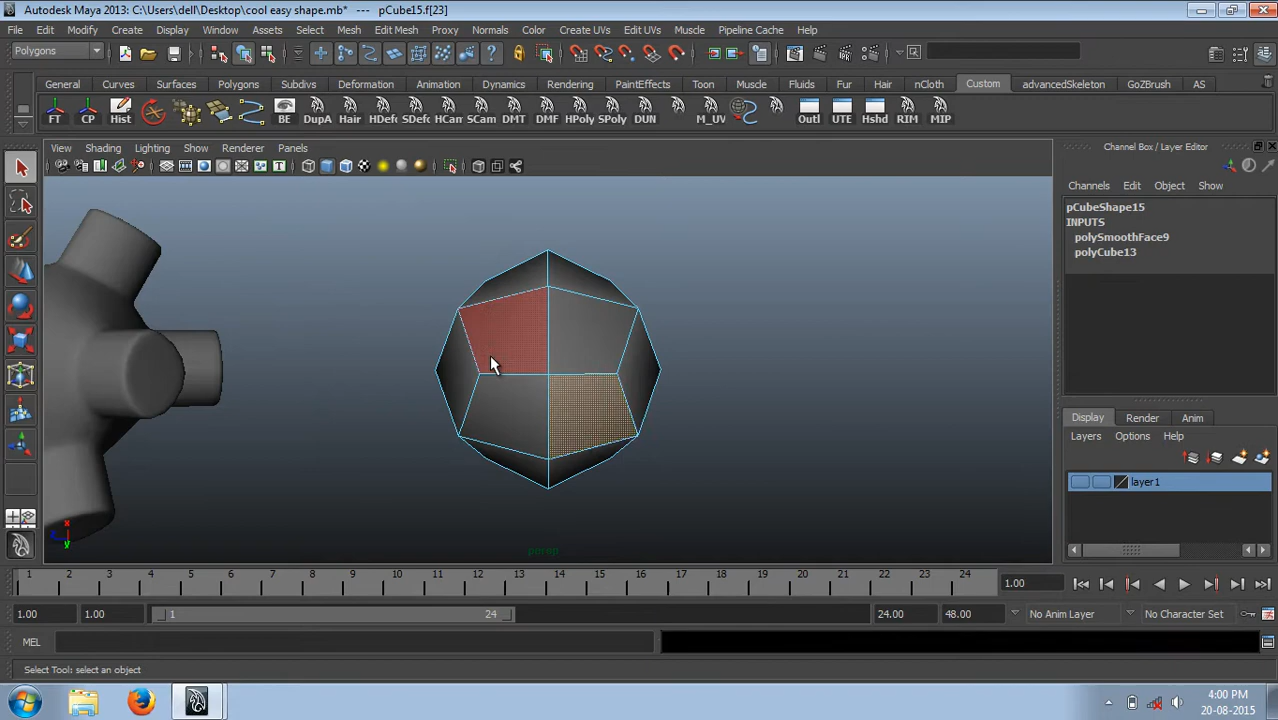 Autodesk Maya 2013: C:\Users\dell\Desktop\cool easy shape.mb* --- pCube15.f[23]
File Edit Modify Create Display Window Assets Select Mesh Edit Mesh Proxy Normals Color Create UVs Edit UVs Muscle Pipeline Cache Help
Polygons
General Curves Surfaces Polygons Subdivs Deformation Animation Dynamics Rendering PaintEffects Toon Muscle Fluids Fur Hair nCloth Custom advancedSkeleton GoZBrush AS
FT CP Hist BE DupA Hair HDefc SDefc HCam SCam DMT DMF HPoly SPoly DUN M_UV Outl UTE Hshd RIM MIP
View Shading Lighting Show Renderer Panels
Channel Box / Layer Editor
Channels Edit Object Show
pCubeShape15
INPUTS
polySmoothFace9
polyCube13
Display Render Anim
Layers Options Help
layer1
x
y
persp
1 2 3 4 5 6 7 8 9 10 11 12 13 14 15 16 17 18 19 20 21 22 23 24 1.00
1.00 1.00 1 24 24.00 48.00 No Anim Layer No Character Set
MEL
Select Tool: select an object
4:00 PM
20-08-2015